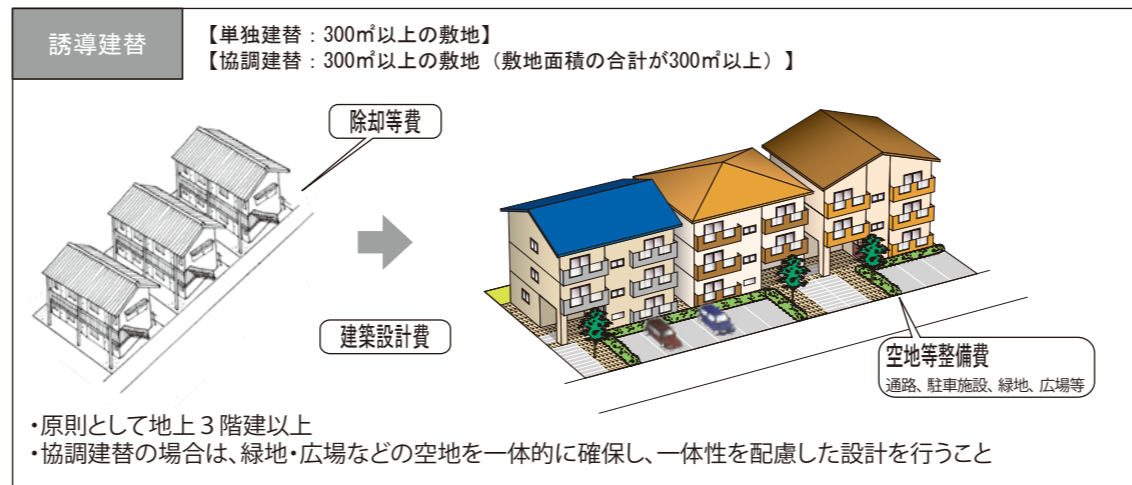 誘導建替
【単独建替：300㎡以上の敷地】
【協調建替：300㎡以上の敷地（敷地面積の合計が300㎡以上）】
除却等費
建築設計費
空地等整備費
通路、駐車施設、緑地、広場等
・原則として地上３階建以上
・協調建替の場合は、緑地・広場などの空地を一体的に確保し、一体性を配慮した設計を行うこと